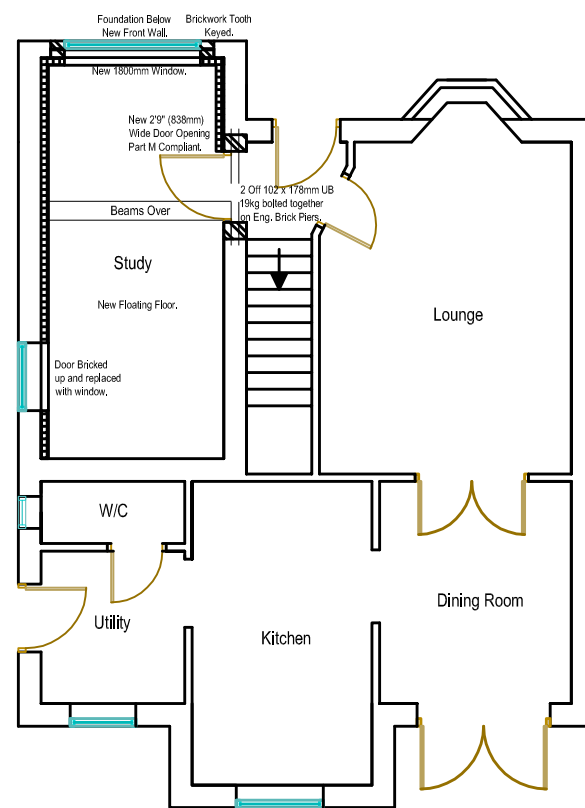 Foundation Below
New Front Wall.
Brickwork Tooth
Keyed.
New 1800mm Window.
New 2'9" (838mm)
Wide Door Opening
Part M Compliant.
2 Off 102 x 178mm UB
19kg bolted together
on Eng. Brick Piers.
Beams Over
Study
New Floating Floor.
Lounge
Door Bricked
up and replaced
with window.
W/C
Utility
Kitchen
Dining Room